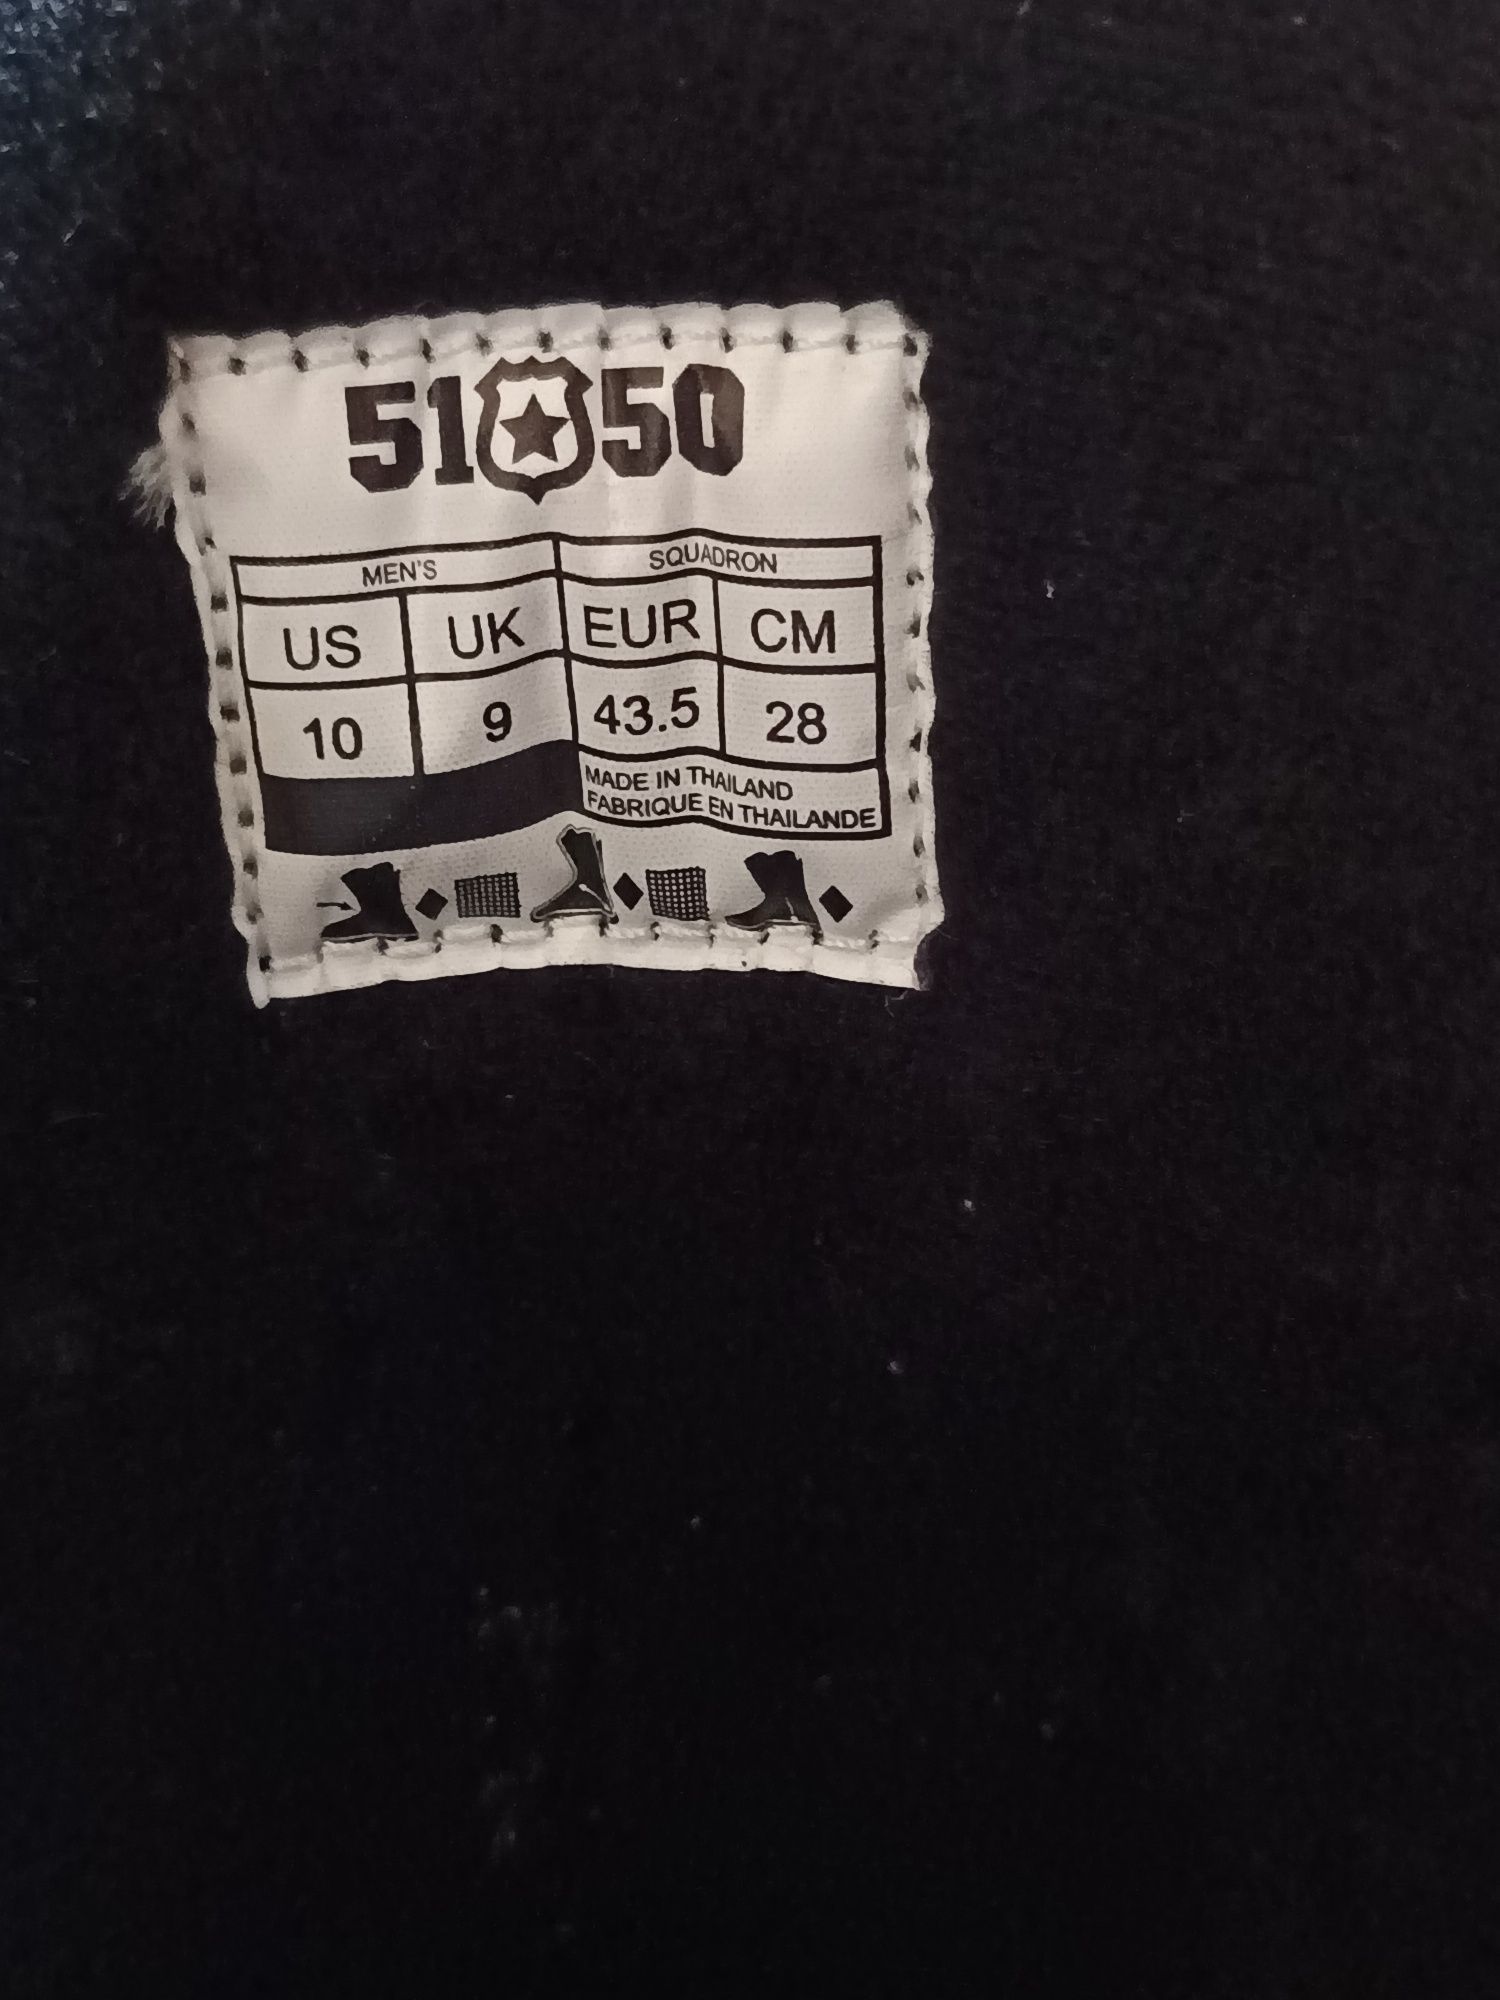 51 50
MEN'S SQUADRON
US UK EUR CM
10 9 43.5 28
MADE IN THAILAND
FABRIQUE EN THAILANDE